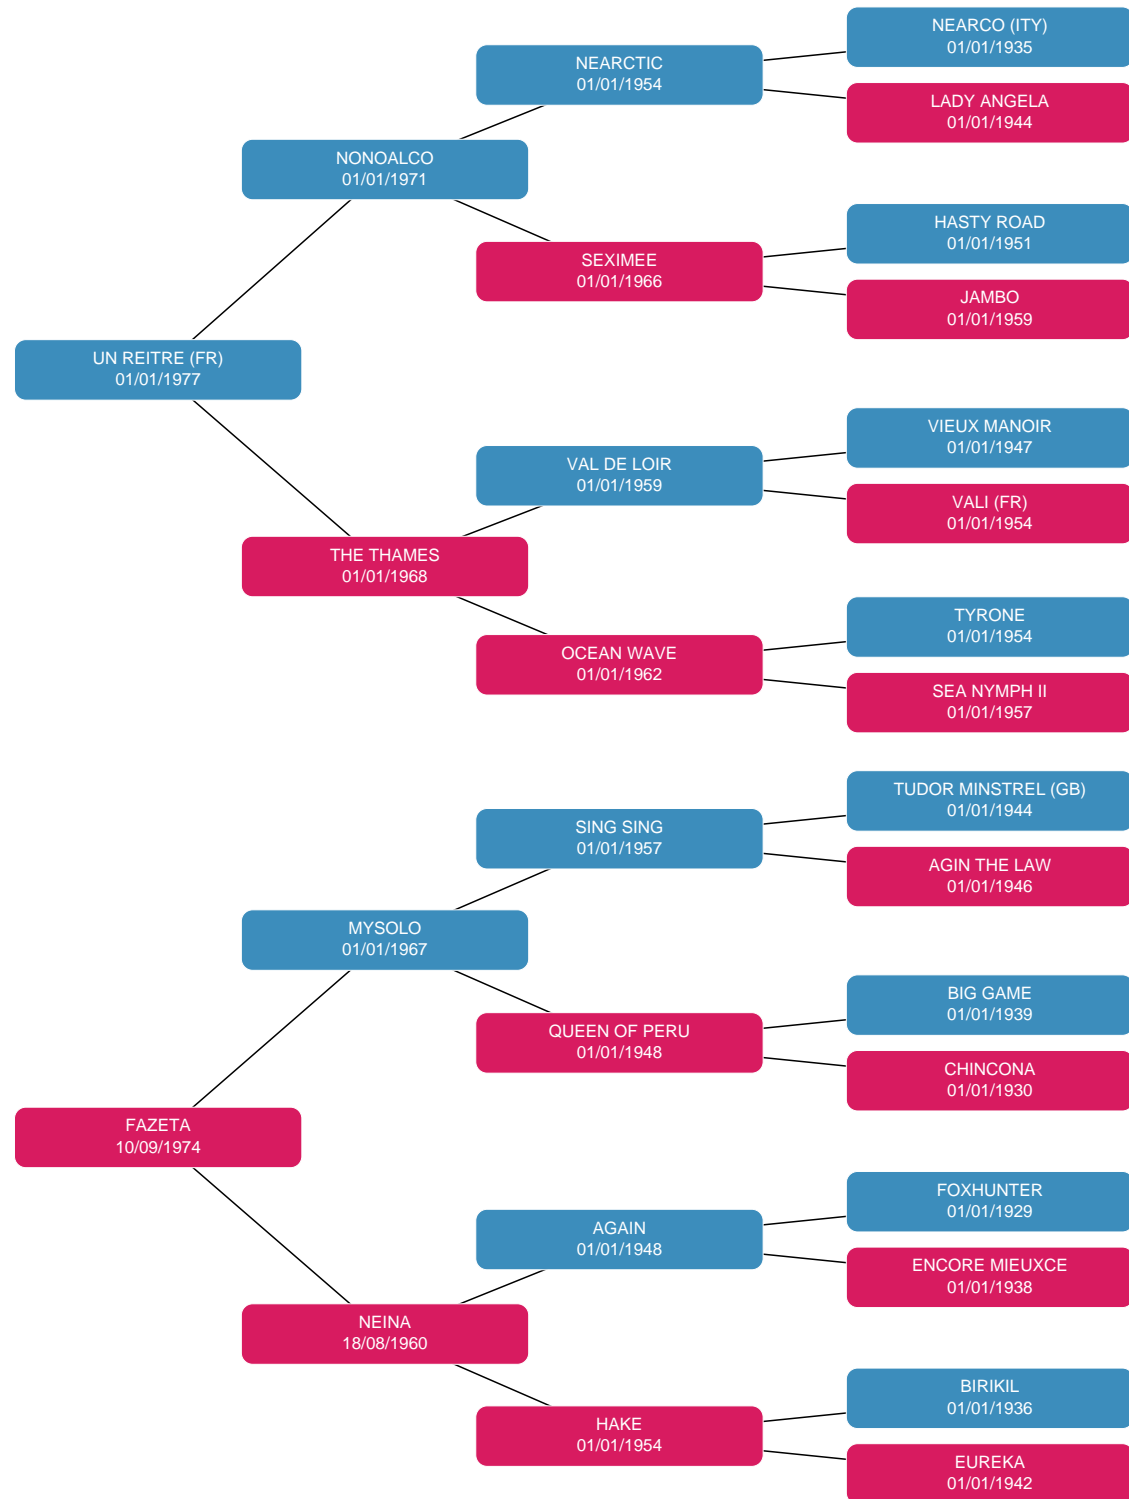 NEARCO (ITY)
01/01/1935
NEARCTIC
01/01/1954
LADY ANGELA
01/01/1944
NONOALCO
01/01/1971
HASTY ROAD
01/01/1951
SEXIMEE
01/01/1966
JAMBO
01/01/1959
UN REITRE (FR)
01/01/1977
VIEUX MANOIR
01/01/1947
VAL DE LOIR
01/01/1959
VALI (FR)
01/01/1954
THE THAMES
01/01/1968
TYRONE
01/01/1954
OCEAN WAVE
01/01/1962
SEA NYMPH II
01/01/1957
TUDOR MINSTREL (GB)
01/01/1944
SING SING
01/01/1957
AGIN THE LAW
01/01/1946
MYSOLO
01/01/1967
BIG GAME
01/01/1939
QUEEN OF PERU
01/01/1948
CHINCONA
01/01/1930
FAZETA
10/09/1974
FOXHUNTER
01/01/1929
AGAIN
01/01/1948
ENCORE MIEUXCE
01/01/1938
NEINA
18/08/1960
BIRIKIL
01/01/1936
HAKE
01/01/1954
EUREKA
01/01/1942